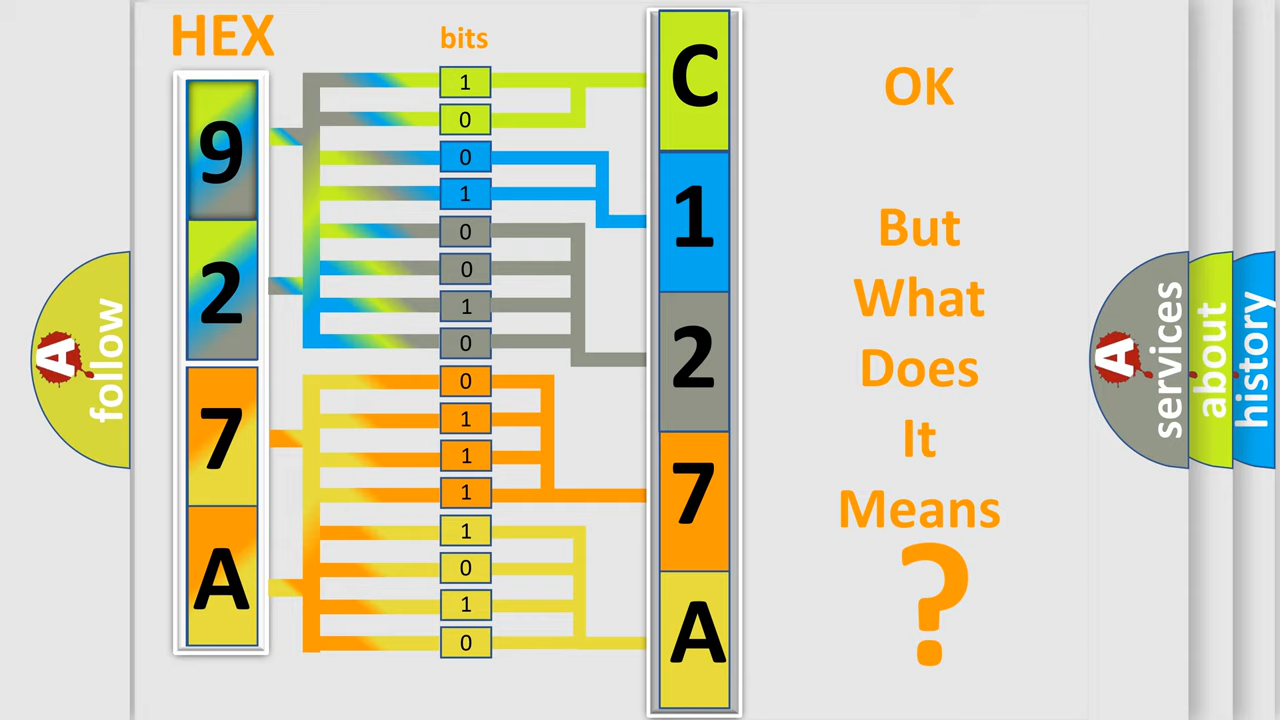 HEX
bits
9
2
7
A
1
0
0
1
0
0
1
0
0
1
1
1
1
0
1
0
C
1
2
7
A
OK
But
What
Does
It
Means
?
A
follow
A
services
about
history